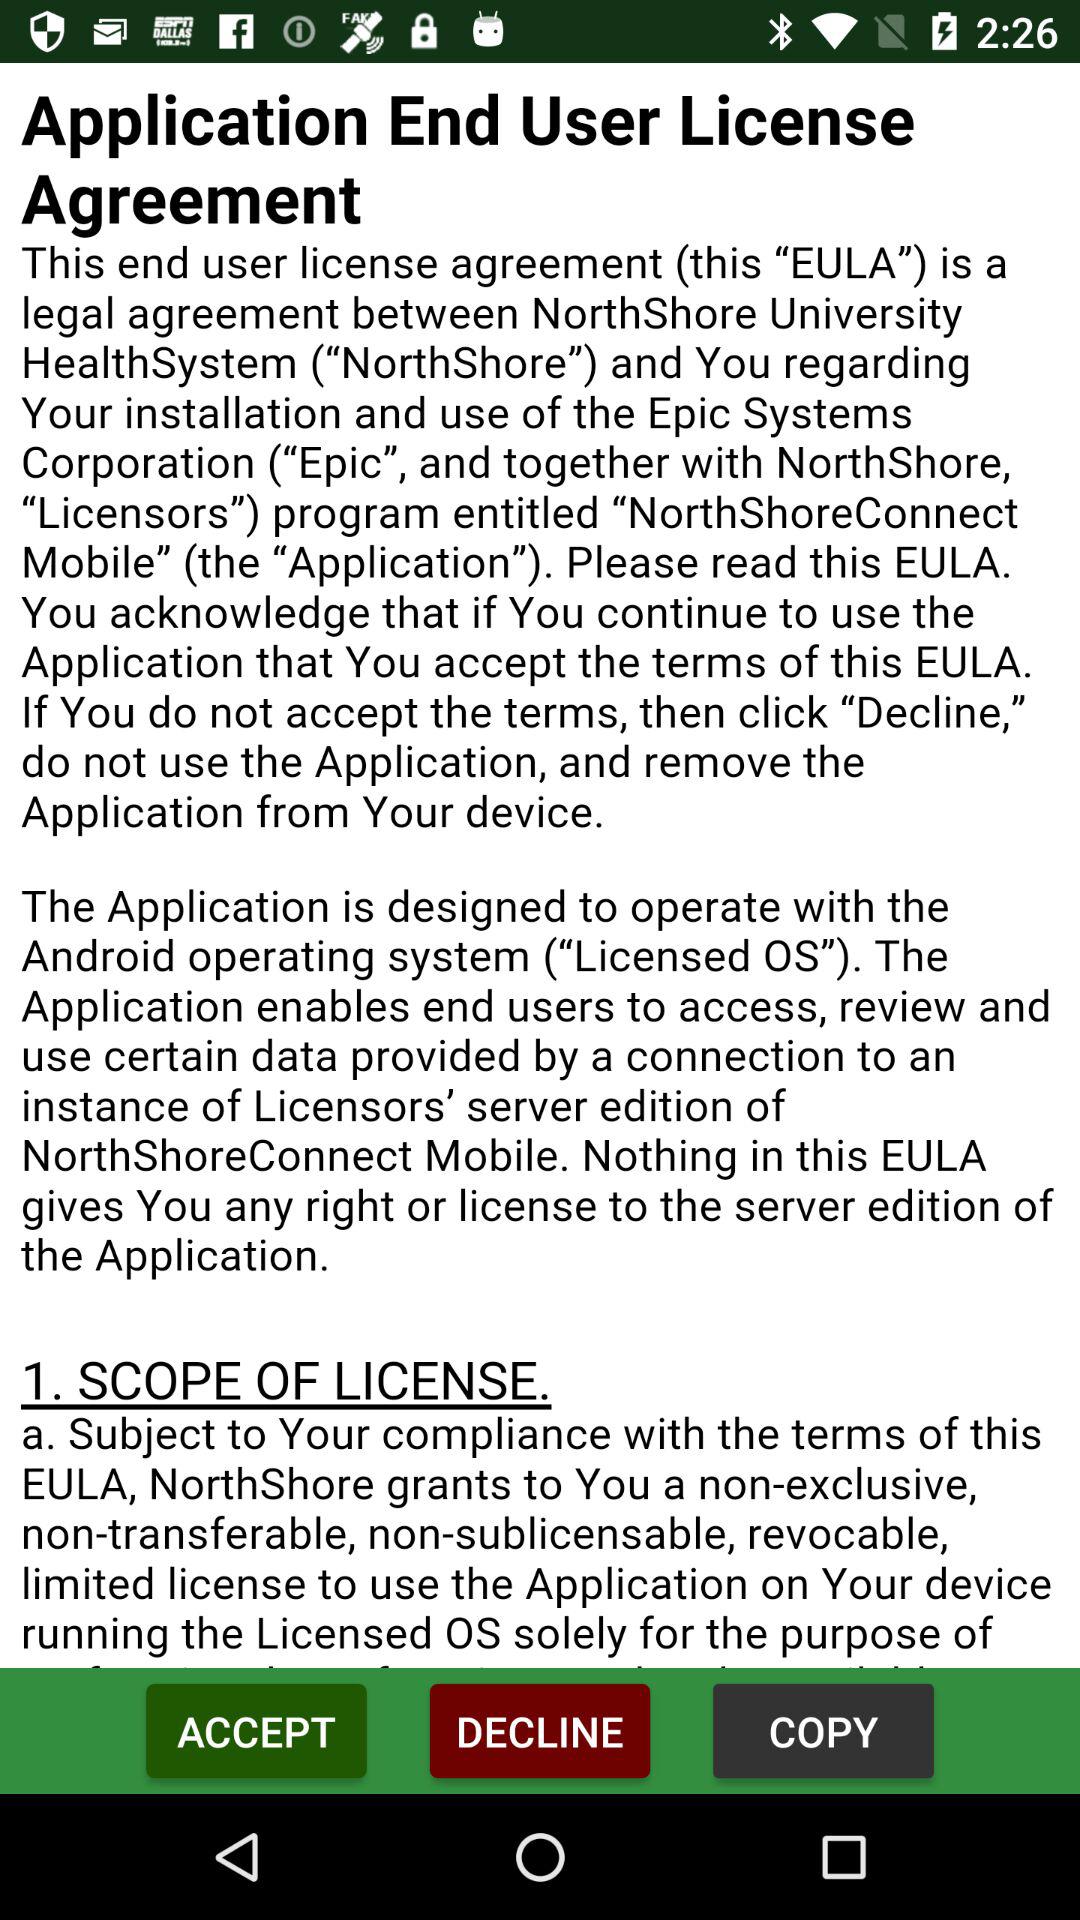 ESPN
DALLAS
FAKE
2:26
Application End User License
Agreement
This end user license agreement (this “EULA”) is a
legal agreement between NorthShore University
HealthSystem (“NorthShore”) and You regarding
Your installation and use of the Epic Systems
Corporation (“Epic”, and together with NorthShore,
“Licensors”) program entitled “NorthShoreConnect
Mobile” (the “Application”). Please read this EULA.
You acknowledge that if You continue to use the
Application that You accept the terms of this EULA.
If You do not accept the terms, then click “Decline,”
do not use the Application, and remove the
Application from Your device.
The Application is designed to operate with the
Android operating system (“Licensed OS”). The
Application enables end users to access, review and
use certain data provided by a connection to an
instance of Licensors’ server edition of
NorthShoreConnect Mobile. Nothing in this EULA
gives You any right or license to the server edition of
the Application.
1. SCOPE OF LICENSE.
a. Subject to Your compliance with the terms of this
EULA, NorthShore grants to You a non-exclusive,
non-transferable, non-sublicensable, revocable,
limited license to use the Application on Your device
running the Licensed OS solely for the purpose of
ACCEPT DECLINE COPY